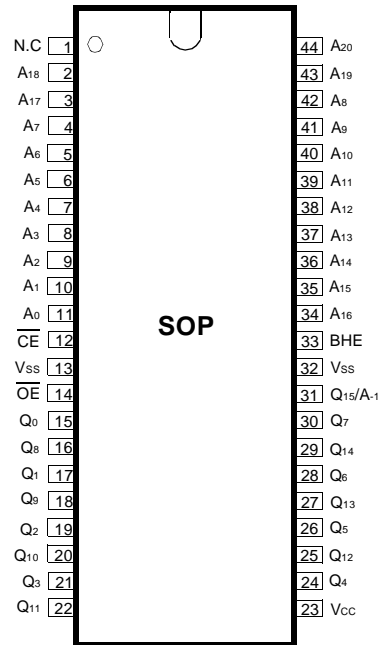 N.C 1 44 A20
A18 2 43 A19
A17 3 42 A8
A7 4 41 A9
A6 5 40 A10
A5 6 39 A11
A4 7 38 A12
A3 8 37 A13
A2 9 36 A14
A1 10 35 A15
A0 11 34 A16
SOP
C̅E̅ 12 33 BHE
VSS 13 32 VSS
O̅E̅ 14 31 Q15/A-1
Q0 15 30 Q7
Q8 16 29 Q14
Q1 17 28 Q6
Q9 18 27 Q13
Q2 19 26 Q5
Q10 20 25 Q12
Q3 21 24 Q4
Q11 22 23 VCC